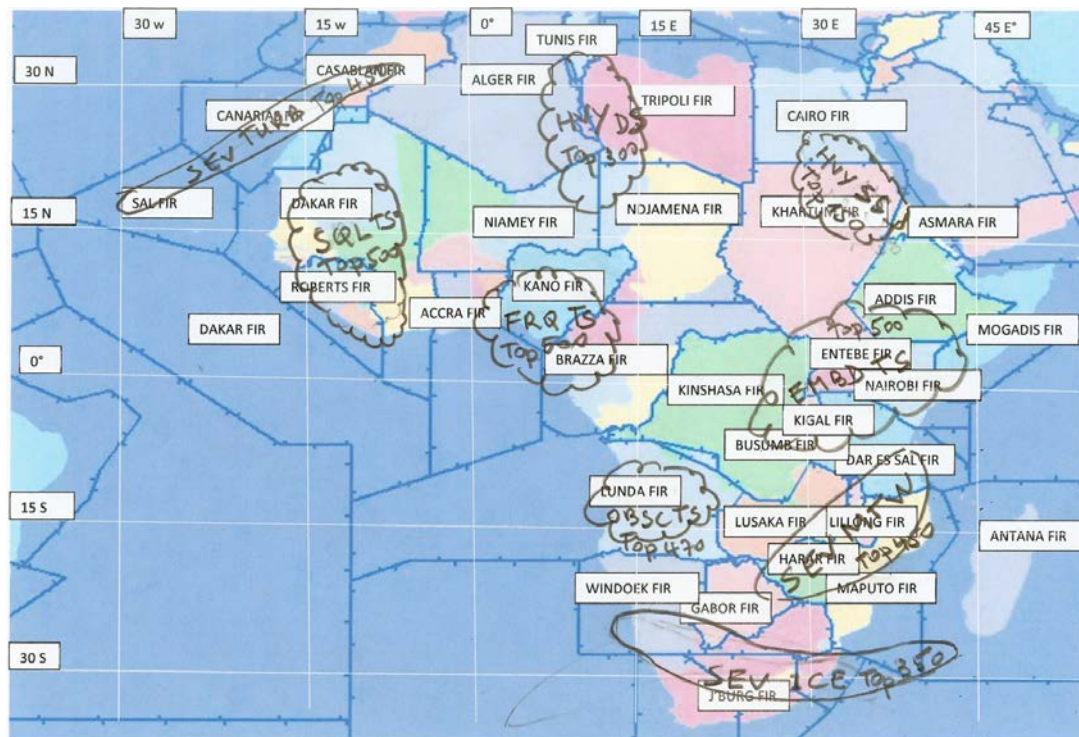 30 w
15 w
0°
15 E
30 E
45 E°
TUNIS FIR
30 N
CASABLAN FIR
ALGER FIR
TRIPOLI FIR
CANARIAS FIR
CAIRO FIR
SEV TURB Top 450
HVY DS
Top 300
HVY SS
TOP 150
15 N
SAL FIR
DAKAR FIR
NIAMEY FIR
NDJAMENA FIR
KHARTUM FIR
ASMARA FIR
SQL TS
Top 500
ROBERTS FIR
KANO FIR
ACCRA FIR
ADDIS FIR
DAKAR FIR
FRQ TS
Top 500
Top 500
MOGADIS FIR
0°
BRAZZA FIR
ENTEBE FIR
EMBD TS
KINSHASA FIR
NAIROBI FIR
KIGAL FIR
BUSUMB FIR
DAR ES SAL FIR
15 S
LUNDA FIR
OBSC TS
Top 470
LUSAKA FIR
LILLONG FIR
SEV MTW
Top 450
ANTANA FIR
HARAR FIR
WINDOEK FIR
MAPUTO FIR
GABOR FIR
30 S
SEV ICE Top 350
J'BURG FIR